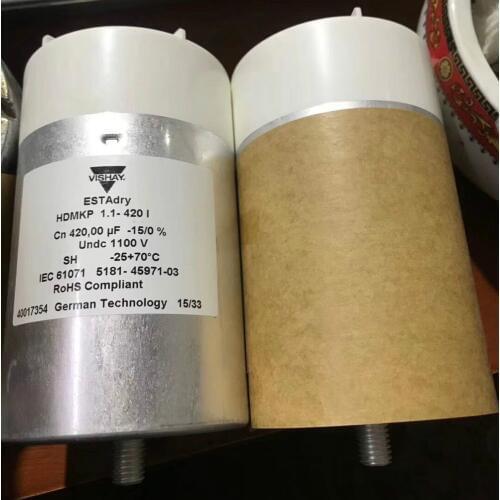 VISHAY.
ESTAdry
HDMKP 1.1- 420 I
Cn 420,00 µF -15/0 %
Undc 1100 V
SH -25+70°C
IEC 61071 5181- 45971-03
RoHS Compliant
40017354 German Technology 15/33